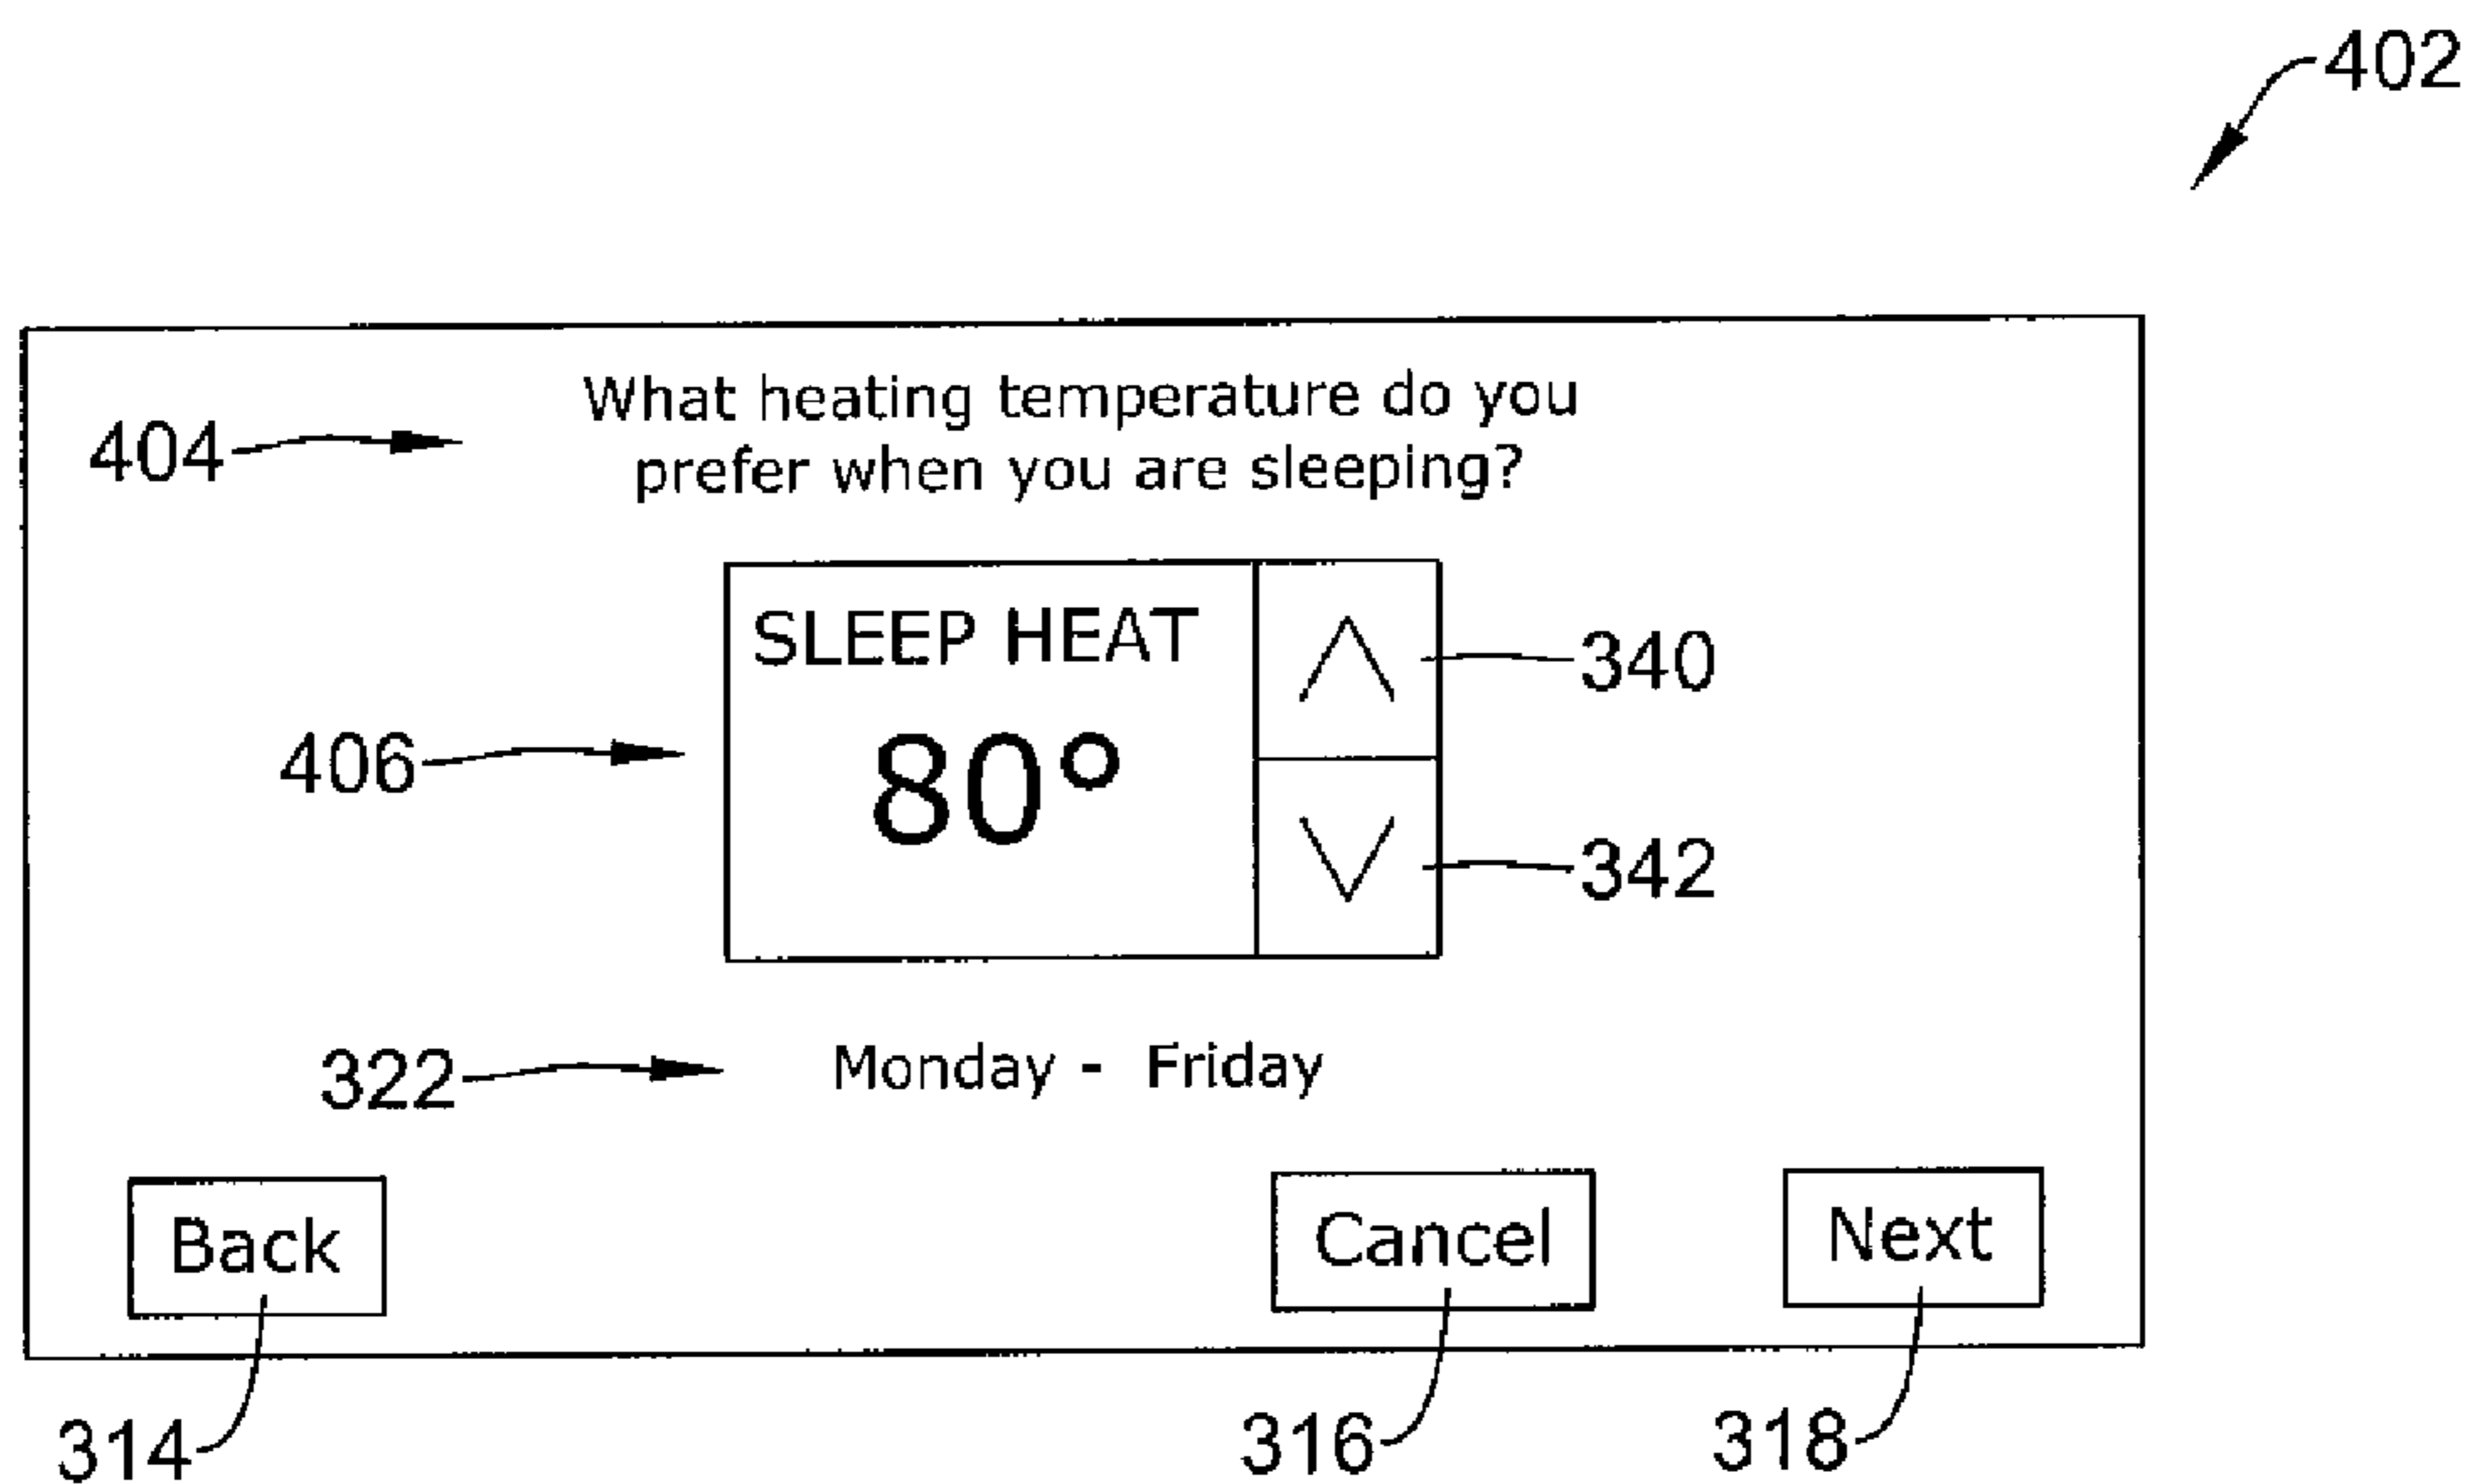 402
What heating temperature do you
404
prefer when you are sleeping?
SLEEP HEAT
340
406
80°
342
322
Monday - Friday
Back
Cancel
Next
314
316
318